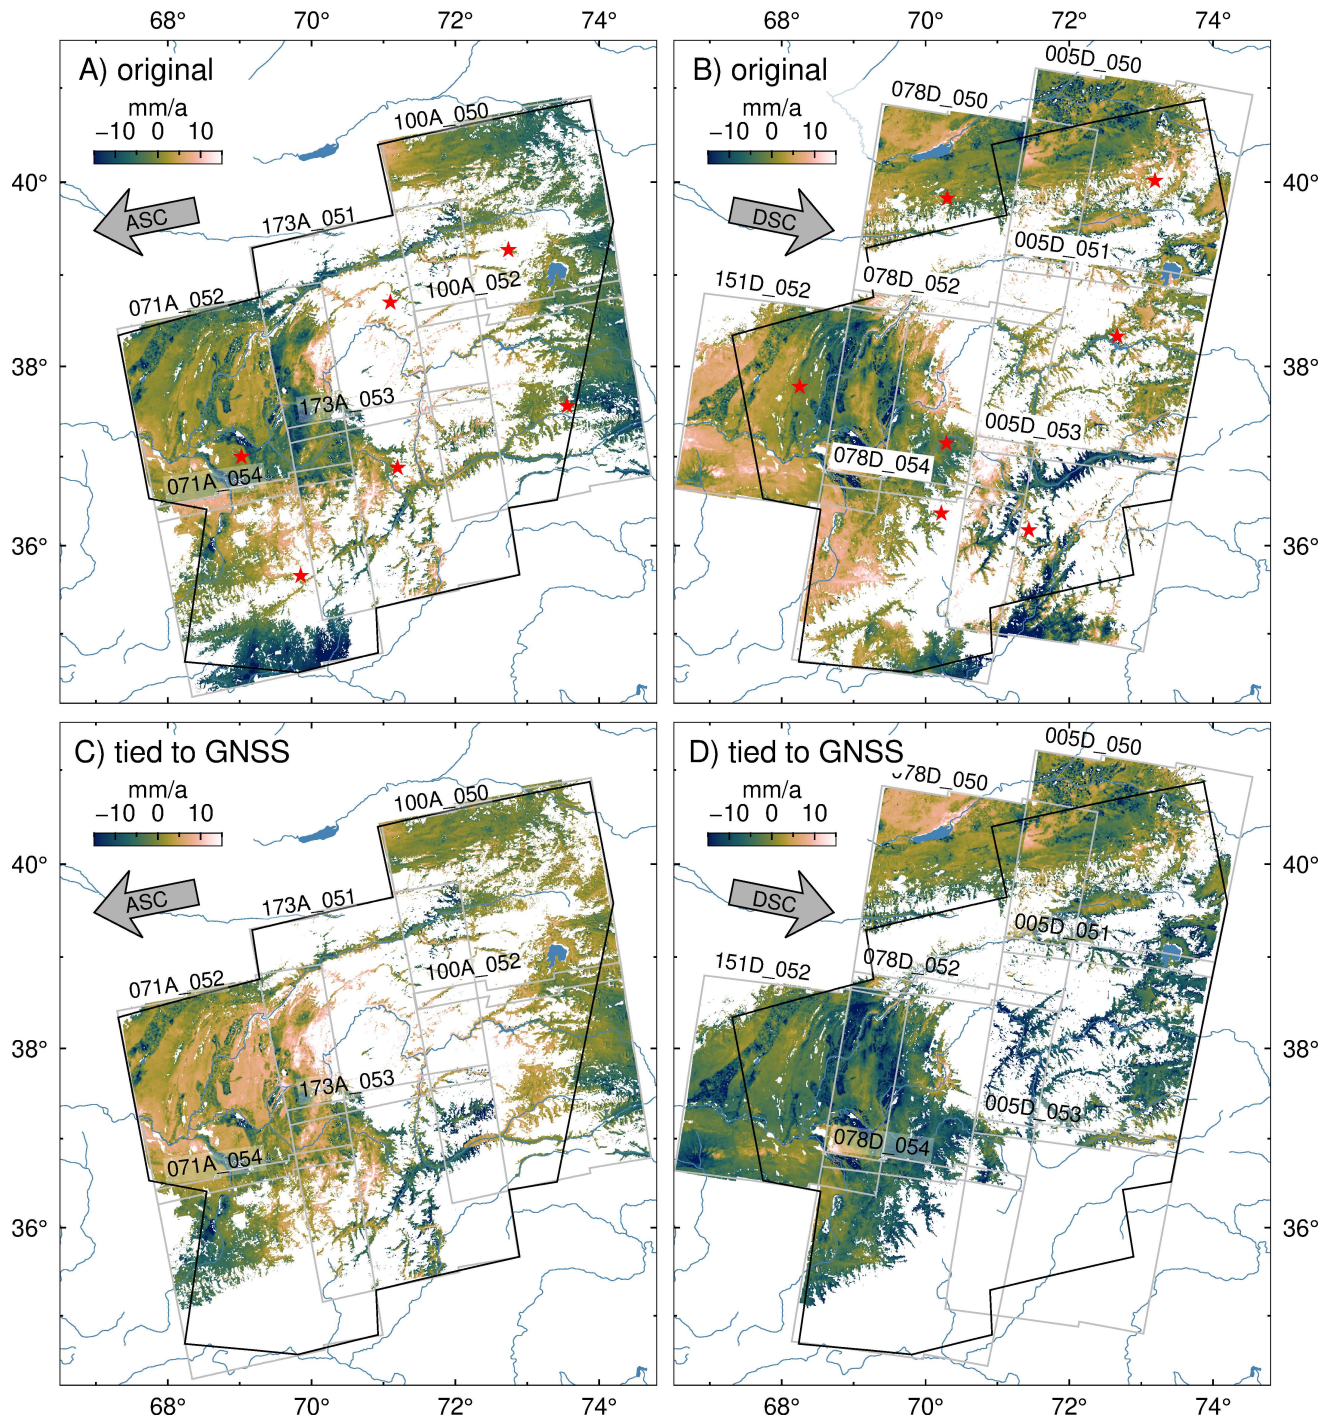 68° 70° 72° 74° 68° 70° 72° 74°
A) original
mm/a
−10 0 10
ASC
100A_050
173A_051
100A_052
071A_052
173A_053
071A_054
40°
38°
36°
B) original
mm/a
−10 0 10
DSC
005D_050
078D_050
005D_051
078D_052
151D_052
005D_053
078D_054
40°
38°
36°
C) tied to GNSS
mm/a
−10 0 10
ASC
100A_050
173A_051
100A_052
071A_052
173A_053
071A_054
40°
38°
36°
D) tied to GNSS
mm/a
−10 0 10
DSC
005D_050
078D_050
005D_051
078D_052
151D_052
005D_053
078D_054
40°
38°
36°
68° 70° 72° 74° 68° 70° 72° 74°